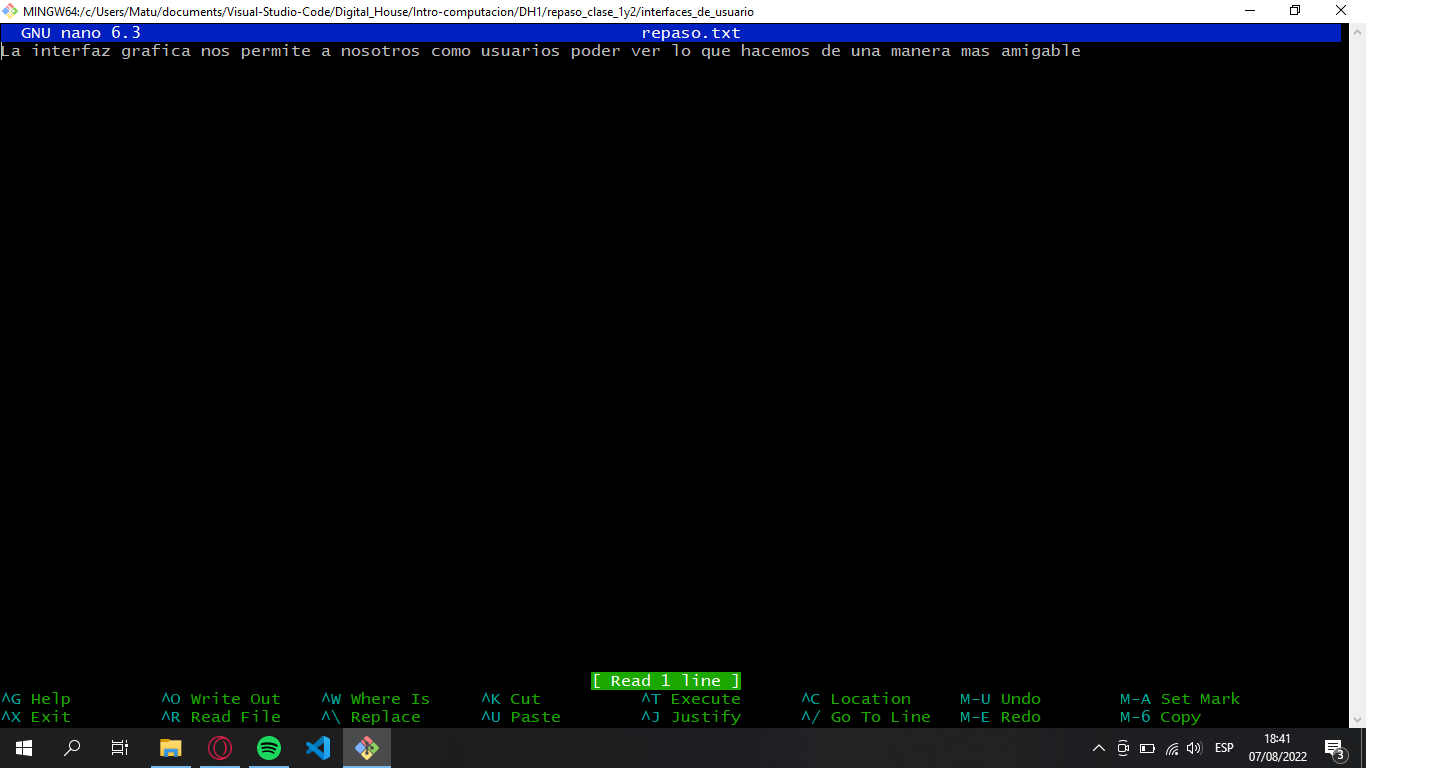 MINGW64:/c/Users/Matu/documents/Visual-Studio-Code/Digital_House/Intro-computacion/DH1/repaso_clase_1y2/interfaces_de_usuario
GNU nano 6.3 repaso.txt
La interfaz grafica nos permite a nosotros como usuarios poder ver lo que hacemos de una manera mas amigable
[ Read 1 line ]
^G Help ^O Write Out ^W Where Is ^K Cut ^T Execute ^C Location M-U Undo M-A Set Mark
^X Exit ^R Read File ^\ Replace ^U Paste ^J Justify ^/ Go To Line M-E Redo M-6 Copy
ESP
18:41
07/08/2022
3